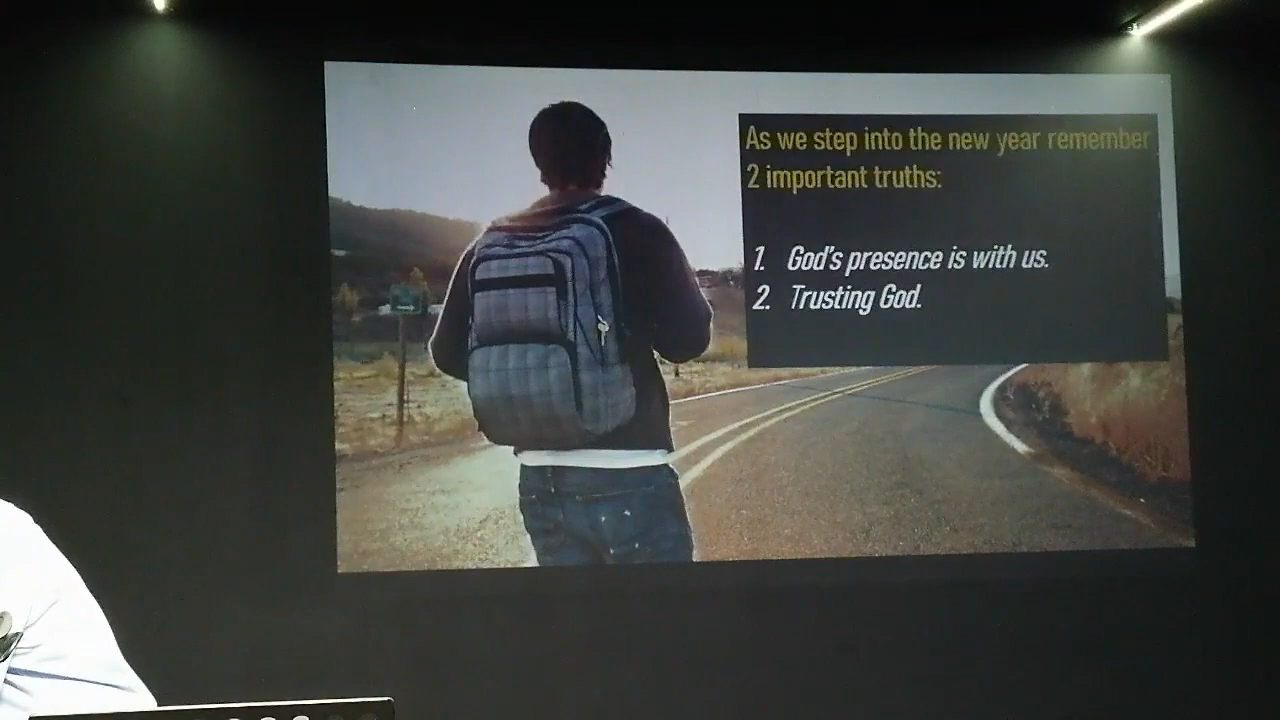 As we step into the new year remember
2 important truths:
1. God's presence is with us.
2. Trusting God.